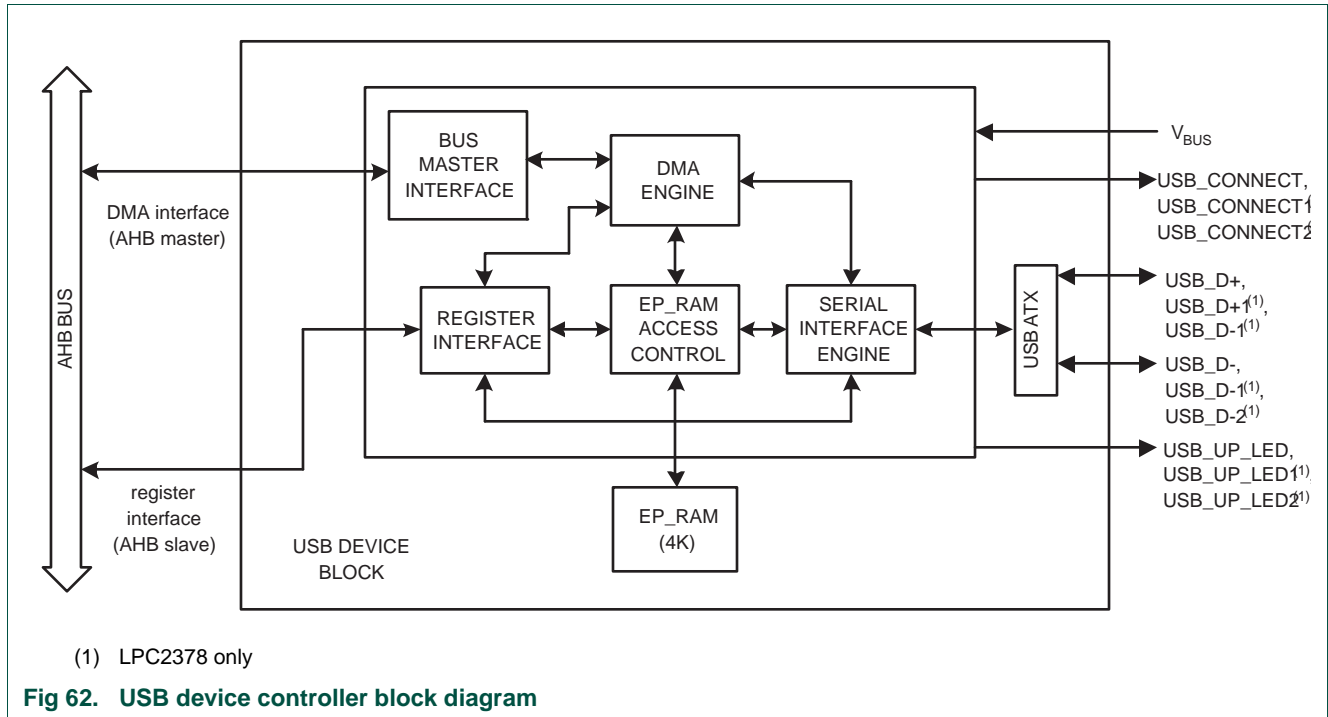 AHB BUS
DMA interface
(AHB master)
register
interface
(AHB slave)
BUS
MASTER
INTERFACE
DMA
ENGINE
REGISTER
INTERFACE
EP_RAM
ACCESS
CONTROL
SERIAL
INTERFACE
ENGINE
EP_RAM
(4K)
USB DEVICE
BLOCK
USB ATX
VBUS
USB_CONNECT,
USB_CONNECT1(
USB_CONNECT2(
USB_D+,
USB_D+1(1),
USB_D-1(1)
USB_D-,
USB_D-1(1),
USB_D-2(1)
USB_UP_LED,
USB_UP_LED1(1),
USB_UP_LED2(1)
(1) LPC2378 only
Fig 62. USB device controller block diagram